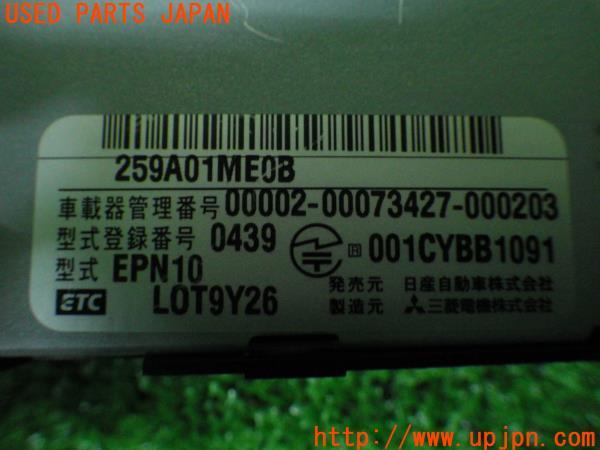 USED PARTS JAPAN
259A01ME0B
車載器管理番号 00002-00073427-000203
型式登録番号 0439 R 001CYBB1091
型式 EPN10
ETC LOT9Y26
発売元 日産自動車株式会社
製造元 三菱電機株式会社
http://www.upjpn.com/